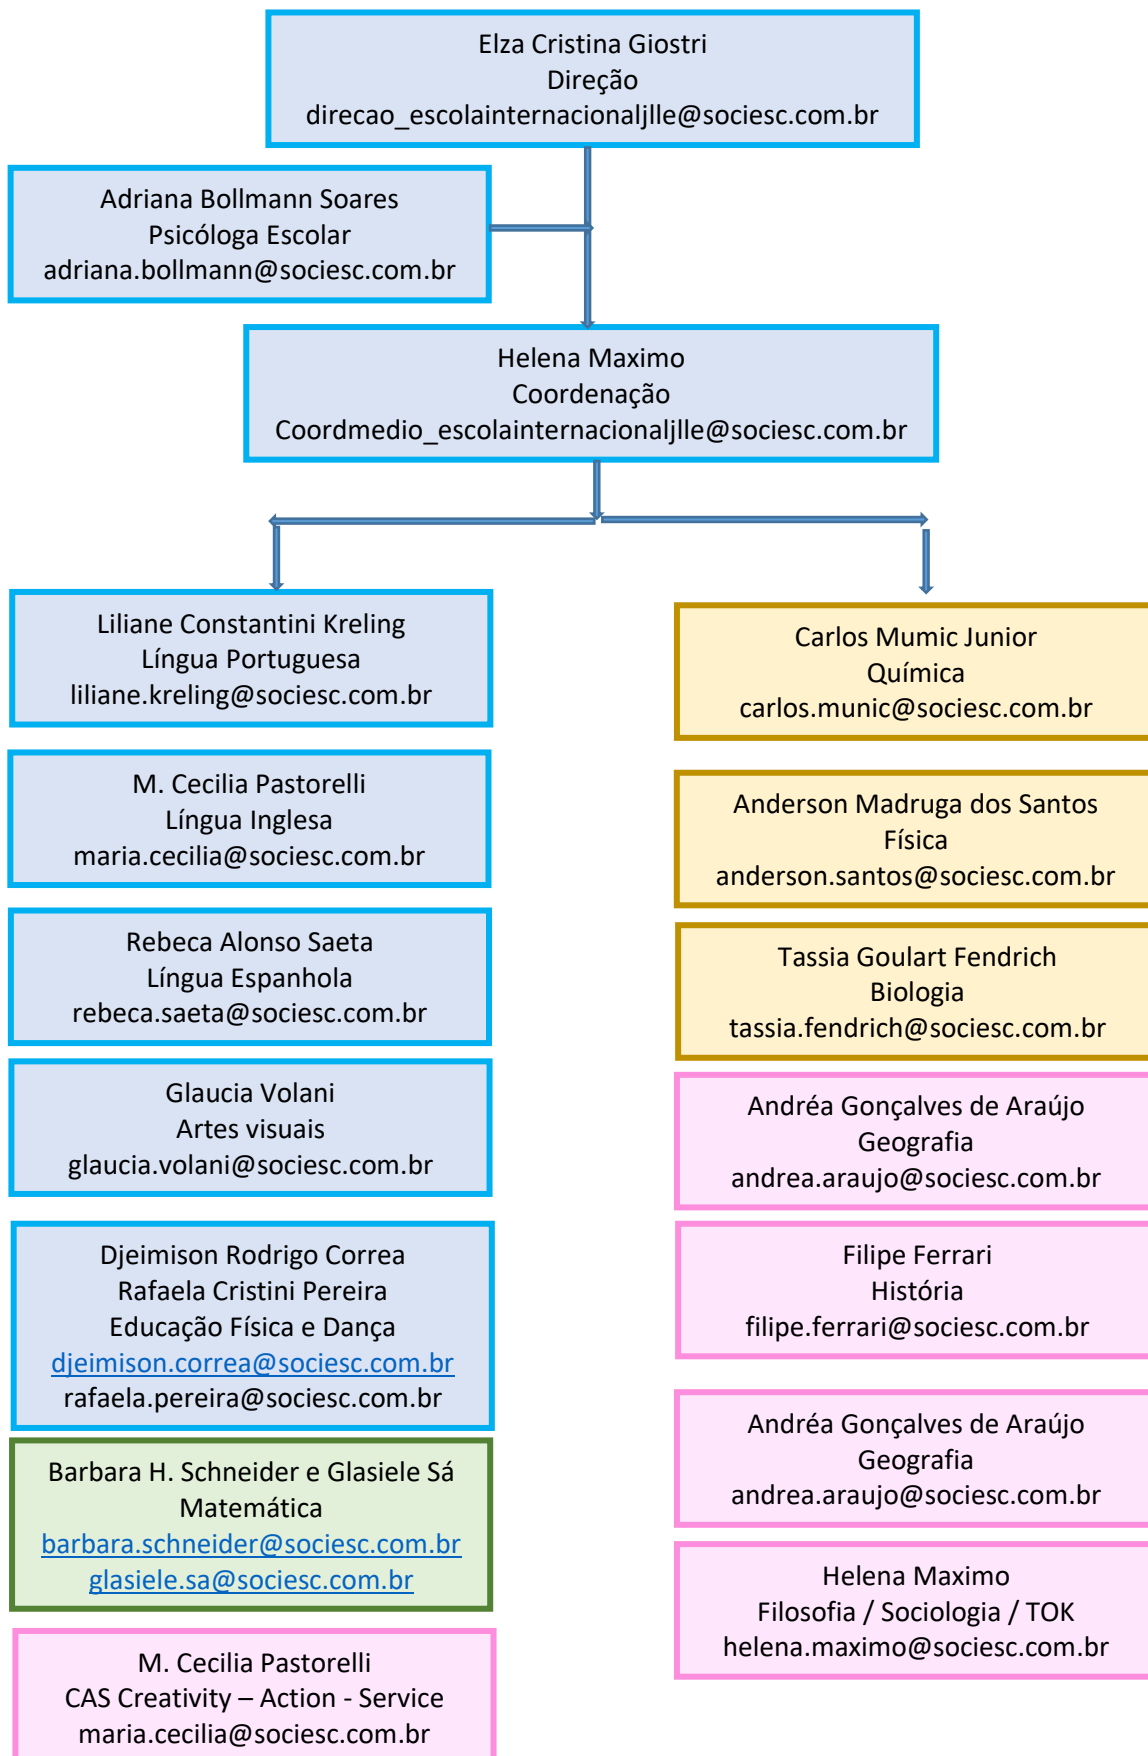 Elza Cristina Giostri
Direção
direcao_escolainternacionaljlle@sociesc.com.br
Adriana Bollmann Soares
Psicóloga Escolar
adriana.bollmann@sociesc.com.br
Helena Maximo
Coordenação
Coordmedio_escolainternacionaljlle@sociesc.com.br
Liliane Constantini Kreling
Língua Portuguesa
liliane.kreling@sociesc.com.br
M. Cecilia Pastorelli
Língua Inglesa
maria.cecilia@sociesc.com.br
Rebeca Alonso Saeta
Língua Espanhola
rebeca.saeta@sociesc.com.br
Glaucia Volani
Artes visuais
glaucia.volani@sociesc.com.br
Djeimison Rodrigo Correa
Rafaela Cristini Pereira
Educação Física e Dança
djeimison.correa@sociesc.com.br
rafaela.pereira@sociesc.com.br
Barbara H. Schneider e Glasiele Sá
Matemática
barbara.schneider@sociesc.com.br
glasiele.sa@sociesc.com.br
M. Cecilia Pastorelli
CAS Creativity – Action - Service
maria.cecilia@sociesc.com.br
Carlos Mumic Junior
Química
carlos.munic@sociesc.com.br
Anderson Madruga dos Santos
Física
anderson.santos@sociesc.com.br
Tassia Goulart Fendrich
Biologia
tassia.fendrich@sociesc.com.br
Andréa Gonçalves de Araújo
Geografia
andrea.araujo@sociesc.com.br
Filipe Ferrari
História
filipe.ferrari@sociesc.com.br
Andréa Gonçalves de Araújo
Geografia
andrea.araujo@sociesc.com.br
Helena Maximo
Filosofia / Sociologia / TOK
helena.maximo@sociesc.com.br